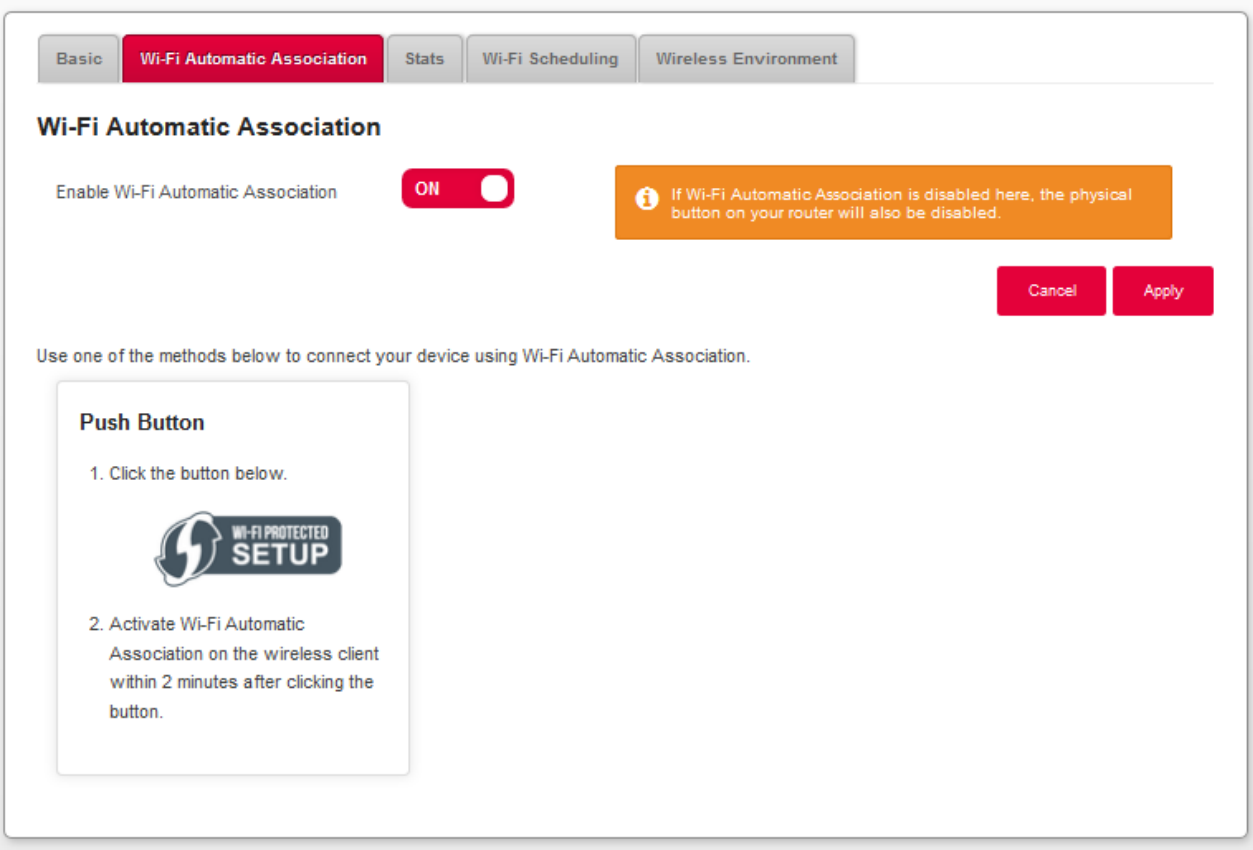 Basic
Wi-Fi Automatic Association
Stats
Wi-Fi Scheduling
Wireless Environment
Wi-Fi Automatic Association
Enable Wi-Fi Automatic Association
ON
If Wi-Fi Automatic Association is disabled here, the physical
button on your router will also be disabled.
Cancel
Apply
Use one of the methods below to connect your device using Wi-Fi Automatic Association.
Push Button
1. Click the button below.
WI-FI PROTECTED
SETUP
2. Activate Wi-Fi Automatic
Association on the wireless client
within 2 minutes after clicking the
button.